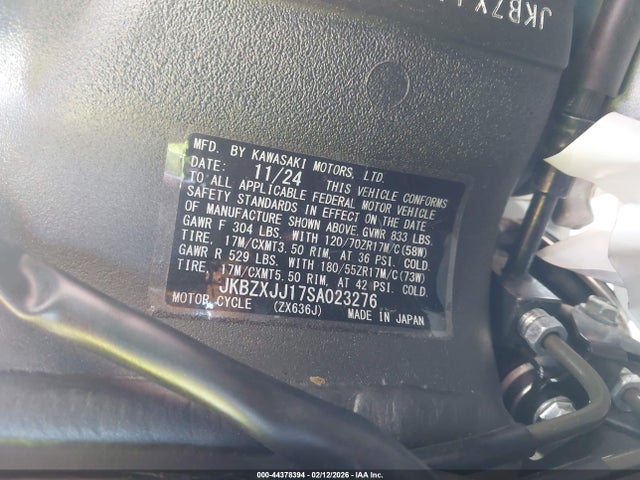 JKBZXJ
MFD. BY KAWASAKI MOTORS, LTD.
DATE: 11/24 THIS VEHICLE CONFORMS
TO ALL APPLICABLE FEDERAL MOTOR VEHICLE
SAFETY STANDARDS IN EFFECT ON THE DATE
OF MANUFACTURE SHOWN ABOVE. GVWR 833 LBS.
GAWR F 304 LBS. WITH 120/70ZR17M/C(58W)
TIRE, 17M/CXMT3.50 RIM, AT 36 PSI. COLD.
GAWR R 529 LBS. WITH 180/55ZR17M/C(73W)
TIRE, 17M/CXMT5.50 RIM, AT 42 PSI. COLD.
JKBZXJJ17SA023276
MOTOR CYCLE (ZX636J) MADE IN JAPAN
000-44378394 - 02/12/2026 - IAA Inc.